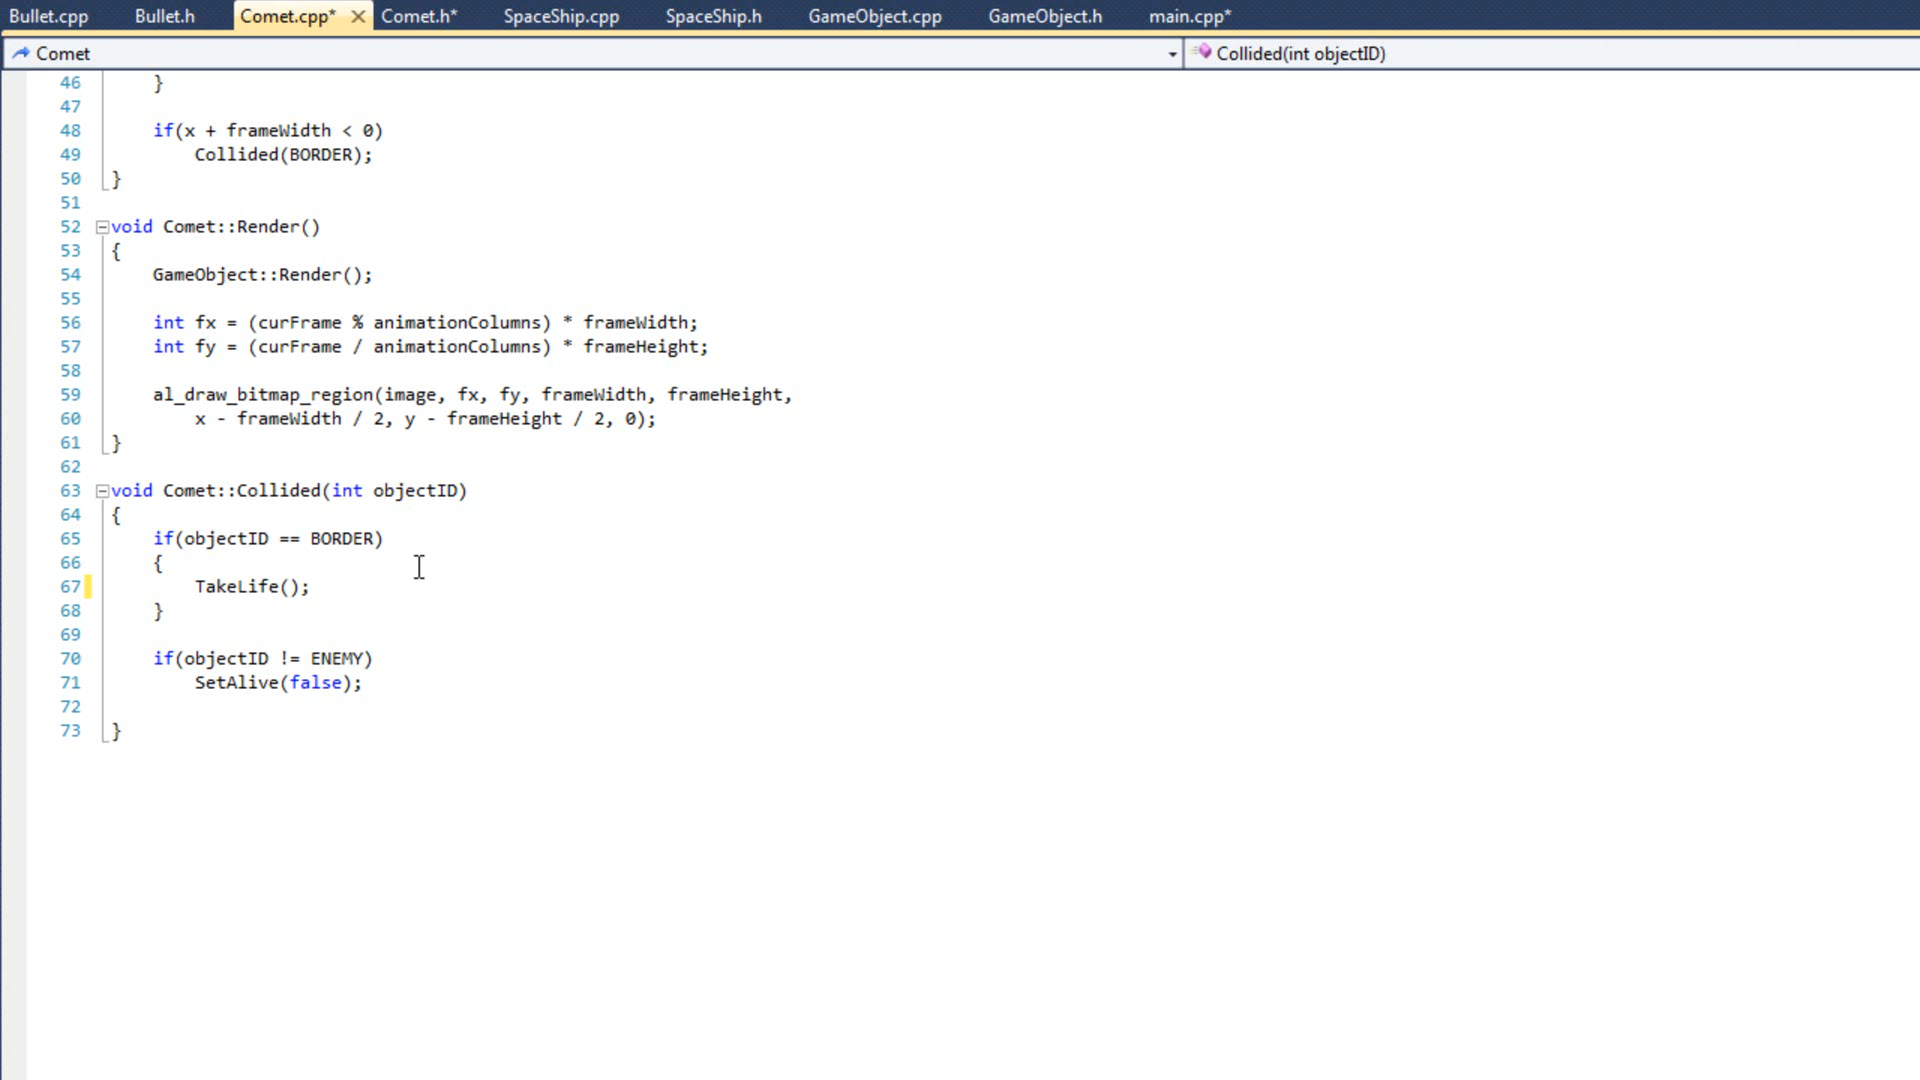 Bullet.cpp Bullet.h Comet.cpp* Comet.h* SpaceShip.cpp SpaceShip.h GameObject.cpp GameObject.h main.cpp*
Comet Collided(int objectID)
46 }
47
48 if(x + frameWidth < 0)
49 Collided(BORDER);
50 }
51
52 void Comet::Render()
53 {
54 GameObject::Render();
55
56 int fx = (curFrame % animationColumns) * frameWidth;
57 int fy = (curFrame / animationColumns) * frameHeight;
58
59 al_draw_bitmap_region(image, fx, fy, frameWidth, frameHeight,
60 x - frameWidth / 2, y - frameHeight / 2, 0);
61 }
62
63 void Comet::Collided(int objectID)
64 {
65 if(objectID == BORDER)
66 {
67 TakeLife();
68 }
69
70 if(objectID != ENEMY)
71 SetAlive(false);
72
73 }